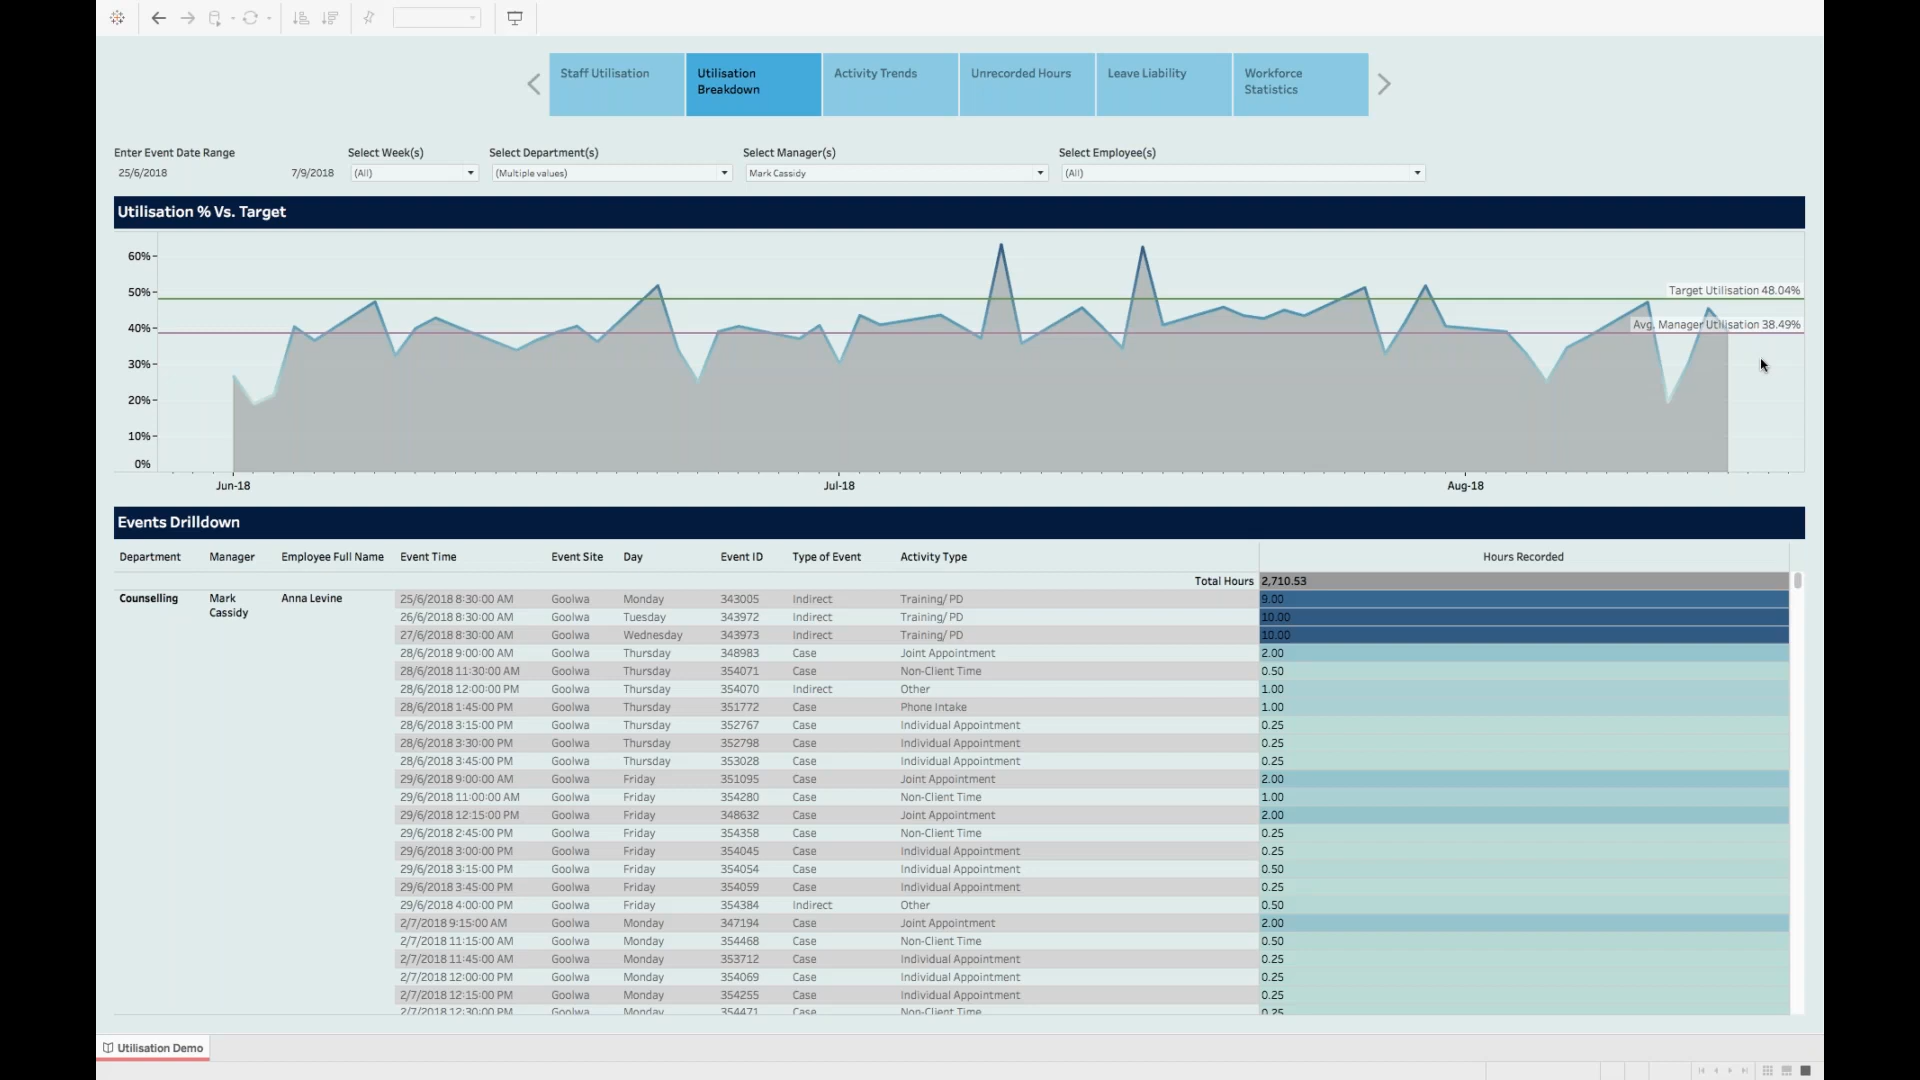 Staff Utilisation
Utilisation
Breakdown
Activity Trends
Unrecorded Hours
Leave Liability
Workforce
Statistics
Enter Event Date Range
25/6/2018 7/9/2018
Select Week(s)
(All)
Select Department(s)
(Multiple values)
Select Manager(s)
Mark Cassidy
Select Employee(s)
(All)
Utilisation % Vs. Target
60%
50%
40%
30%
20%
10%
0%
Target Utilisation 48.04%
Avg. Manager Utilisation 38.49%
Jun-18 Jul-18 Aug-18
Events Drilldown
Department Manager Employee Full Name Event Time Event Site Day Event ID Type of Event Activity Type Hours Recorded
Total Hours 2,710.53
Counselling Mark Cassidy Anna Levine 25/6/2018 8:30:00 AM Goolwa Monday 343005 Indirect Training/ PD 9.00
26/6/2018 8:30:00 AM Goolwa Tuesday 343972 Indirect Training/ PD 10.00
27/6/2018 8:30:00 AM Goolwa Wednesday 343973 Indirect Training/ PD 10.00
28/6/2018 9:00:00 AM Goolwa Thursday 348983 Case Joint Appointment 2.00
28/6/2018 11:30:00 AM Goolwa Thursday 354071 Case Non-Client Time 0.50
28/6/2018 12:00:00 PM Goolwa Thursday 354070 Indirect Other 1.00
28/6/2018 1:45:00 PM Goolwa Thursday 351772 Case Phone Intake 1.00
28/6/2018 3:15:00 PM Goolwa Thursday 352767 Case Individual Appointment 0.25
28/6/2018 3:30:00 PM Goolwa Thursday 352798 Case Individual Appointment 0.25
28/6/2018 3:45:00 PM Goolwa Thursday 353028 Case Individual Appointment 0.25
29/6/2018 9:00:00 AM Goolwa Friday 351095 Case Joint Appointment 2.00
29/6/2018 11:00:00 AM Goolwa Friday 354280 Case Non-Client Time 1.00
29/6/2018 12:15:00 PM Goolwa Friday 348632 Case Joint Appointment 2.00
29/6/2018 2:45:00 PM Goolwa Friday 354358 Case Non-Client Time 0.25
29/6/2018 3:00:00 PM Goolwa Friday 354045 Case Individual Appointment 0.25
29/6/2018 3:15:00 PM Goolwa Friday 354054 Case Individual Appointment 0.50
29/6/2018 3:45:00 PM Goolwa Friday 354059 Case Individual Appointment 0.25
29/6/2018 4:00:00 PM Goolwa Friday 354384 Indirect Other 0.50
2/7/2018 9:15:00 AM Goolwa Monday 347194 Case Joint Appointment 2.00
2/7/2018 11:15:00 AM Goolwa Monday 354468 Case Non-Client Time 0.50
2/7/2018 11:45:00 AM Goolwa Monday 353712 Case Individual Appointment 0.25
2/7/2018 12:00:00 PM Goolwa Monday 354069 Case Individual Appointment 0.25
2/7/2018 12:15:00 PM Goolwa Monday 354255 Case Individual Appointment 0.25
2/7/2018 12:30:00 PM Goolwa Monday 354471 Case Non-Client Time 0.25
Utilisation Demo